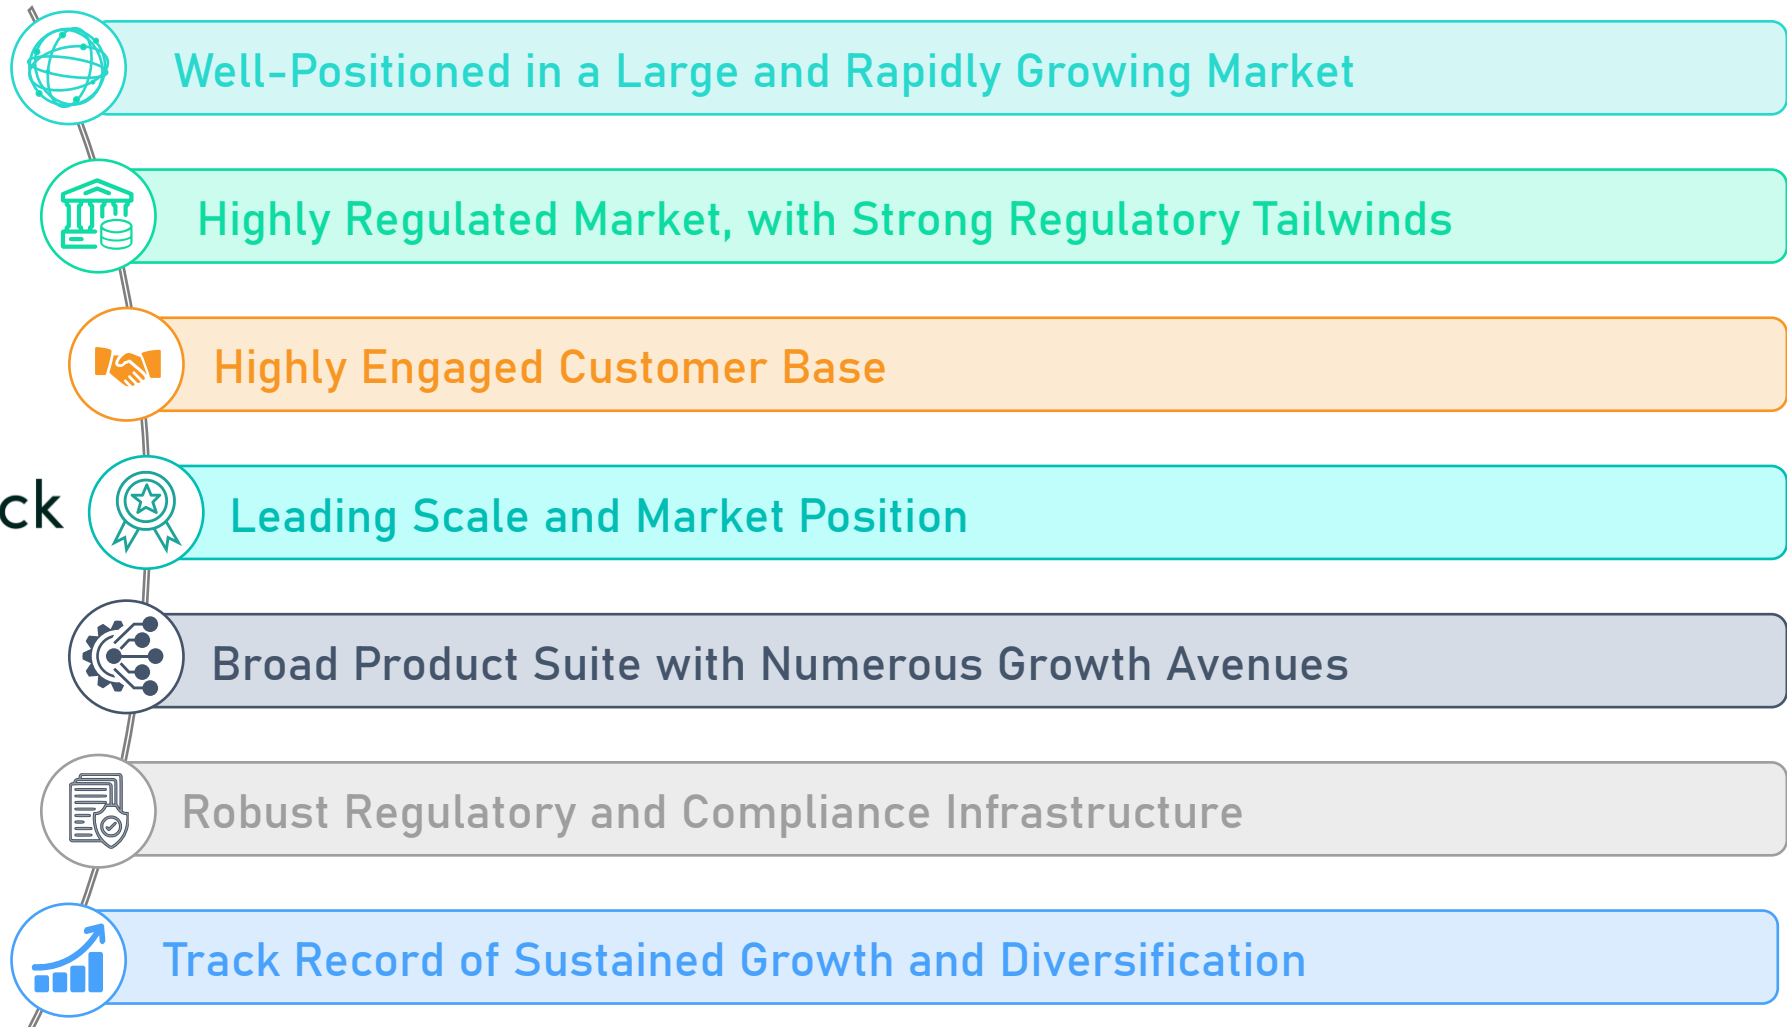 Well-Positioned in a Large and Rapidly Growing Market
Highly Regulated Market, with Strong Regulatory Tailwinds
Highly Engaged Customer Base
ck
Leading Scale and Market Position
Broad Product Suite with Numerous Growth Avenues
Robust Regulatory and Compliance Infrastructure
Track Record of Sustained Growth and Diversification